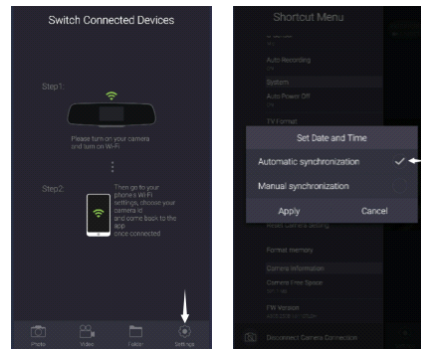 Switch Connected Devices
Step1:
Please turn on your camera
and turn on Wi-Fi
Step2:
Then go to your
phone's Wi-Fi
settings, choose your
camera id
and come back to the
app
once connected
Photo
Video
Folder
Settings
Shortcut Menu
Auto Recording
System
Auto Power Off
TV Format
Set Date and Time
Automatic synchronization
Manual synchronization
Apply Cancel
Format memory
Camera Information
Camera Free Space
FW Version
Disconnect Camera Connection